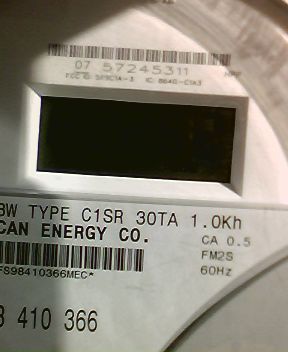 07 57245311
BW TYPE C1SR 30TA 1.0Kh
CAN ENERGY CO.
CA 0.5
FM2S
60Hz
FS98410366MEC*
8 410 366